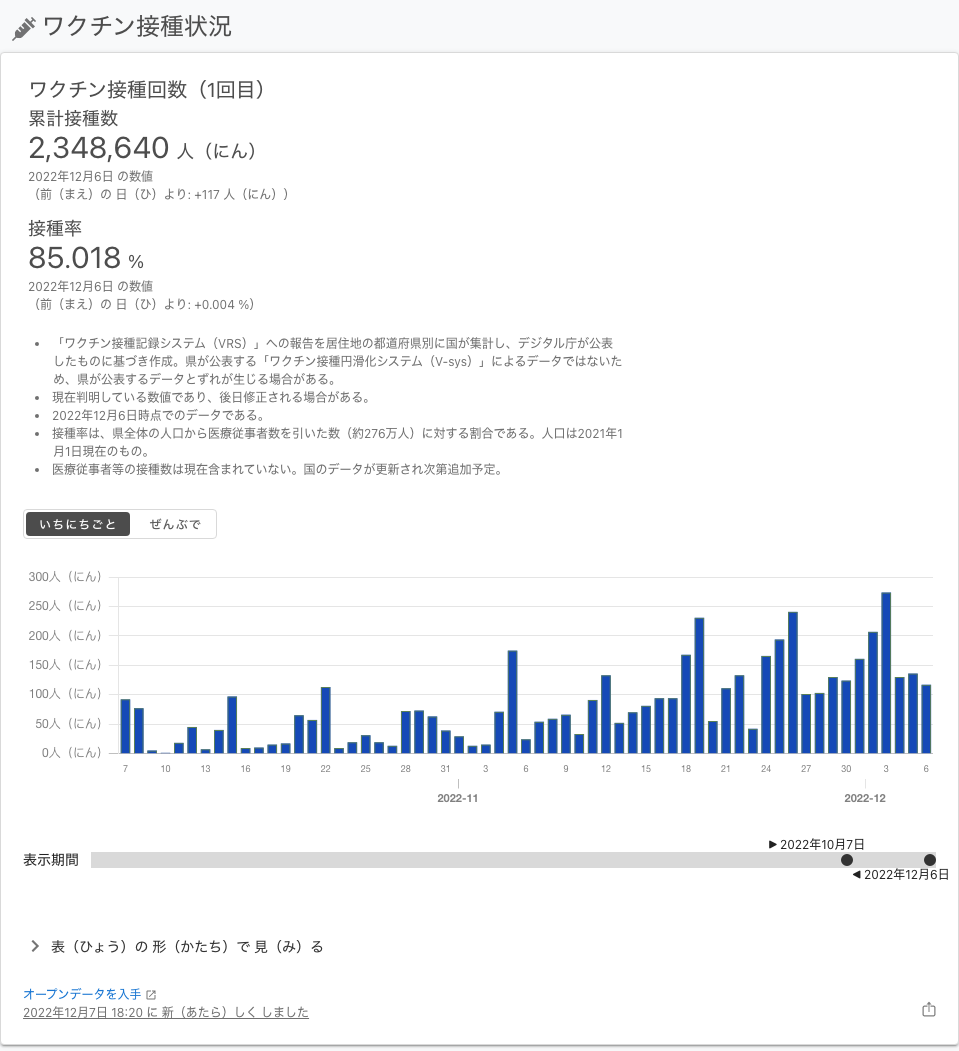 ワクチン接種状況
ワクチン接種回数（1回目）
累計接種数
2,348,640 人（にん）
2022年12月6日 の数値
（前（まえ）の 日（ひ）より: +117 人（にん））
接種率
85.018 %
2022年12月6日 の数値
（前（まえ）の 日（ひ）より: +0.004 %）
• 「ワクチン接種記録システム（VRS）」への報告を居住地の都道府県別に国が集計し、デジタル庁が公表
したものに基づき作成。県が公表する「ワクチン接種円滑化システム（V-sys）」によるデータではないた
め、県が公表するデータとずれが生じる場合がある。
• 現在判明している数値であり、後日修正される場合がある。
• 2022年12月6日時点でのデータである。
• 接種率は、県全体の人口から医療従事者数を引いた数（約276万人）に対する割合である。人口は2021年1
月1日現在のもの。
• 医療従事者等の接種数は現在含まれていない。国のデータが更新され次第追加予定。
いちにちごと ぜんぶで
300人（にん）
250人（にん）
200人（にん）
150人（にん）
100人（にん）
50人（にん）
0人（にん）
7 10 13 16 19 22 25 28 31 3 6 9 12 15 18 21 24 27 30 3 6
2022-11 2022-12
▶ 2022年10月7日
表示期間
◀ 2022年12月6日
表（ひょう）の 形（かたち）で 見（み）る
オープンデータを入手
2022年12月7日 18:20 に 新（あたら）しく しました